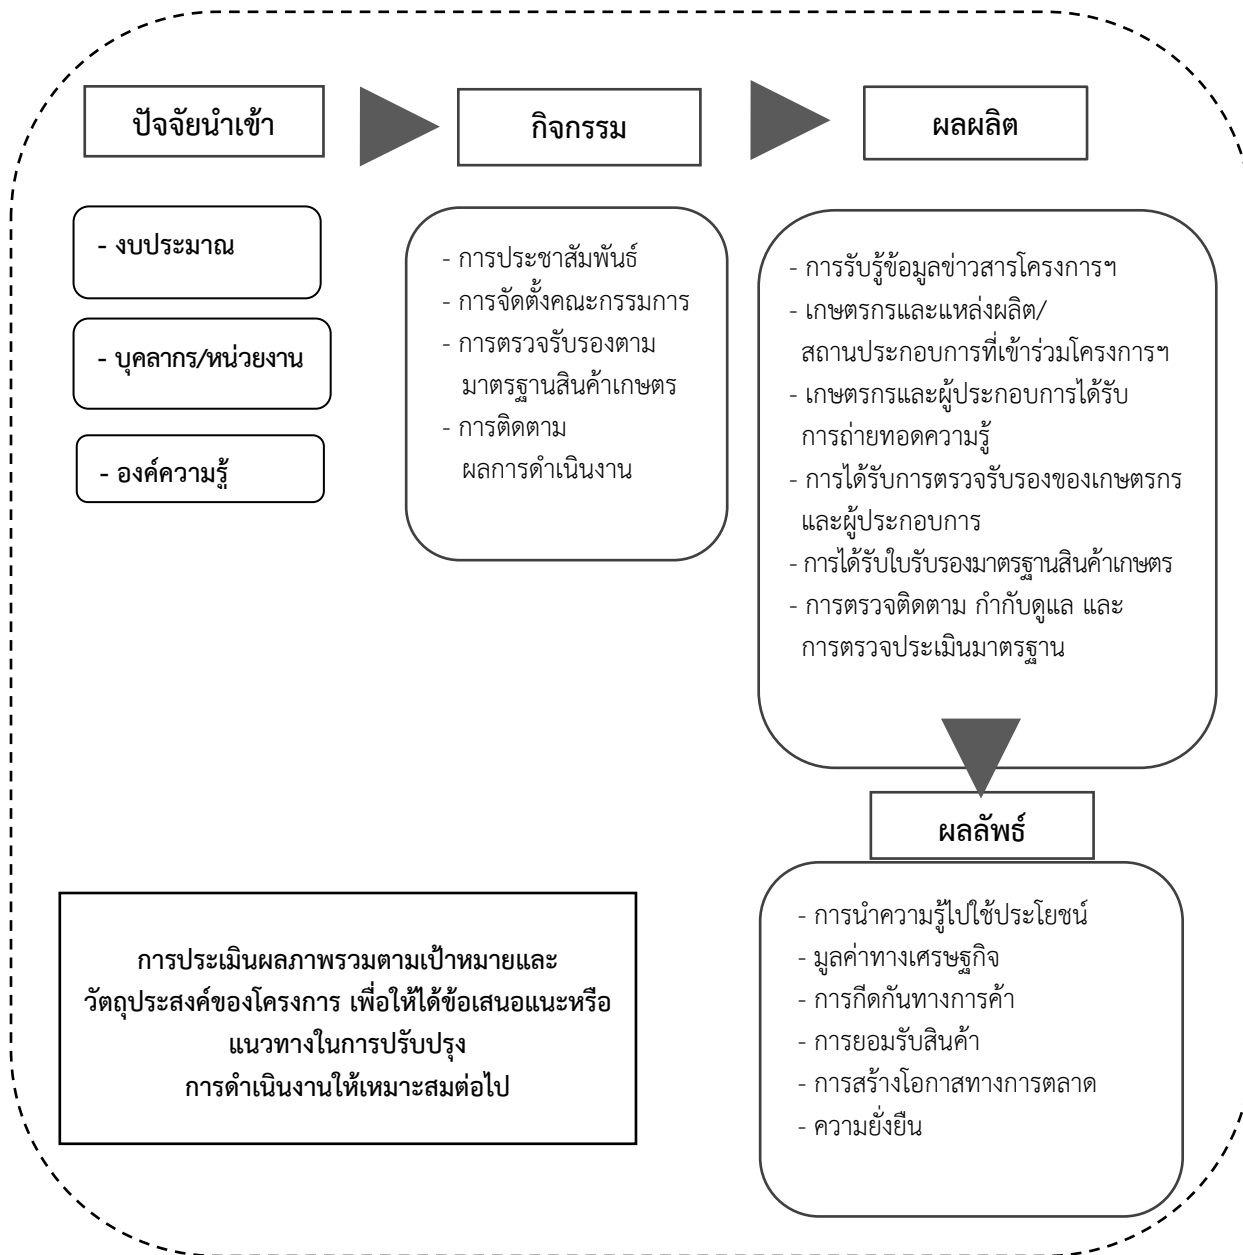 ปัจจัยนำเข้า
- งบประมาณ
- บุคลากร/หน่วยงาน
- องค์ความรู้
กิจกรรม
- การประชาสัมพันธ์
- การจัดตั้งคณะกรรมการ
- การตรวจรับรองตาม
มาตรฐานสินค้าเกษตร
- การติดตาม
ผลการดำเนินงาน
ผลผลิต
- การรับรู้ข้อมูลข่าวสารโครงการฯ
- เกษตรกรและแหล่งผลิต/
สถานประกอบการที่เข้าร่วมโครงการฯ
- เกษตรกรและผู้ประกอบการได้รับ
การถ่ายทอดความรู้
- การได้รับการตรวจรับรองของเกษตรกร
และผู้ประกอบการ
- การได้รับใบรับรองมาตรฐานสินค้าเกษตร
- การตรวจติดตาม กำกับดูแล และ
การตรวจประเมินมาตรฐาน
ผลลัพธ์
- การนำความรู้ไปใช้ประโยชน์
- มูลค่าทางเศรษฐกิจ
- การกีดกันทางการค้า
- การยอมรับสินค้า
- การสร้างโอกาสทางการตลาด
- ความยั่งยืน
การประเมินผลภาพรวมตามเป้าหมายและ
วัตถุประสงค์ของโครงการ เพื่อให้ได้ข้อเสนอแนะหรือ
แนวทางในการปรับปรุง
การดำเนินงานให้เหมาะสมต่อไป